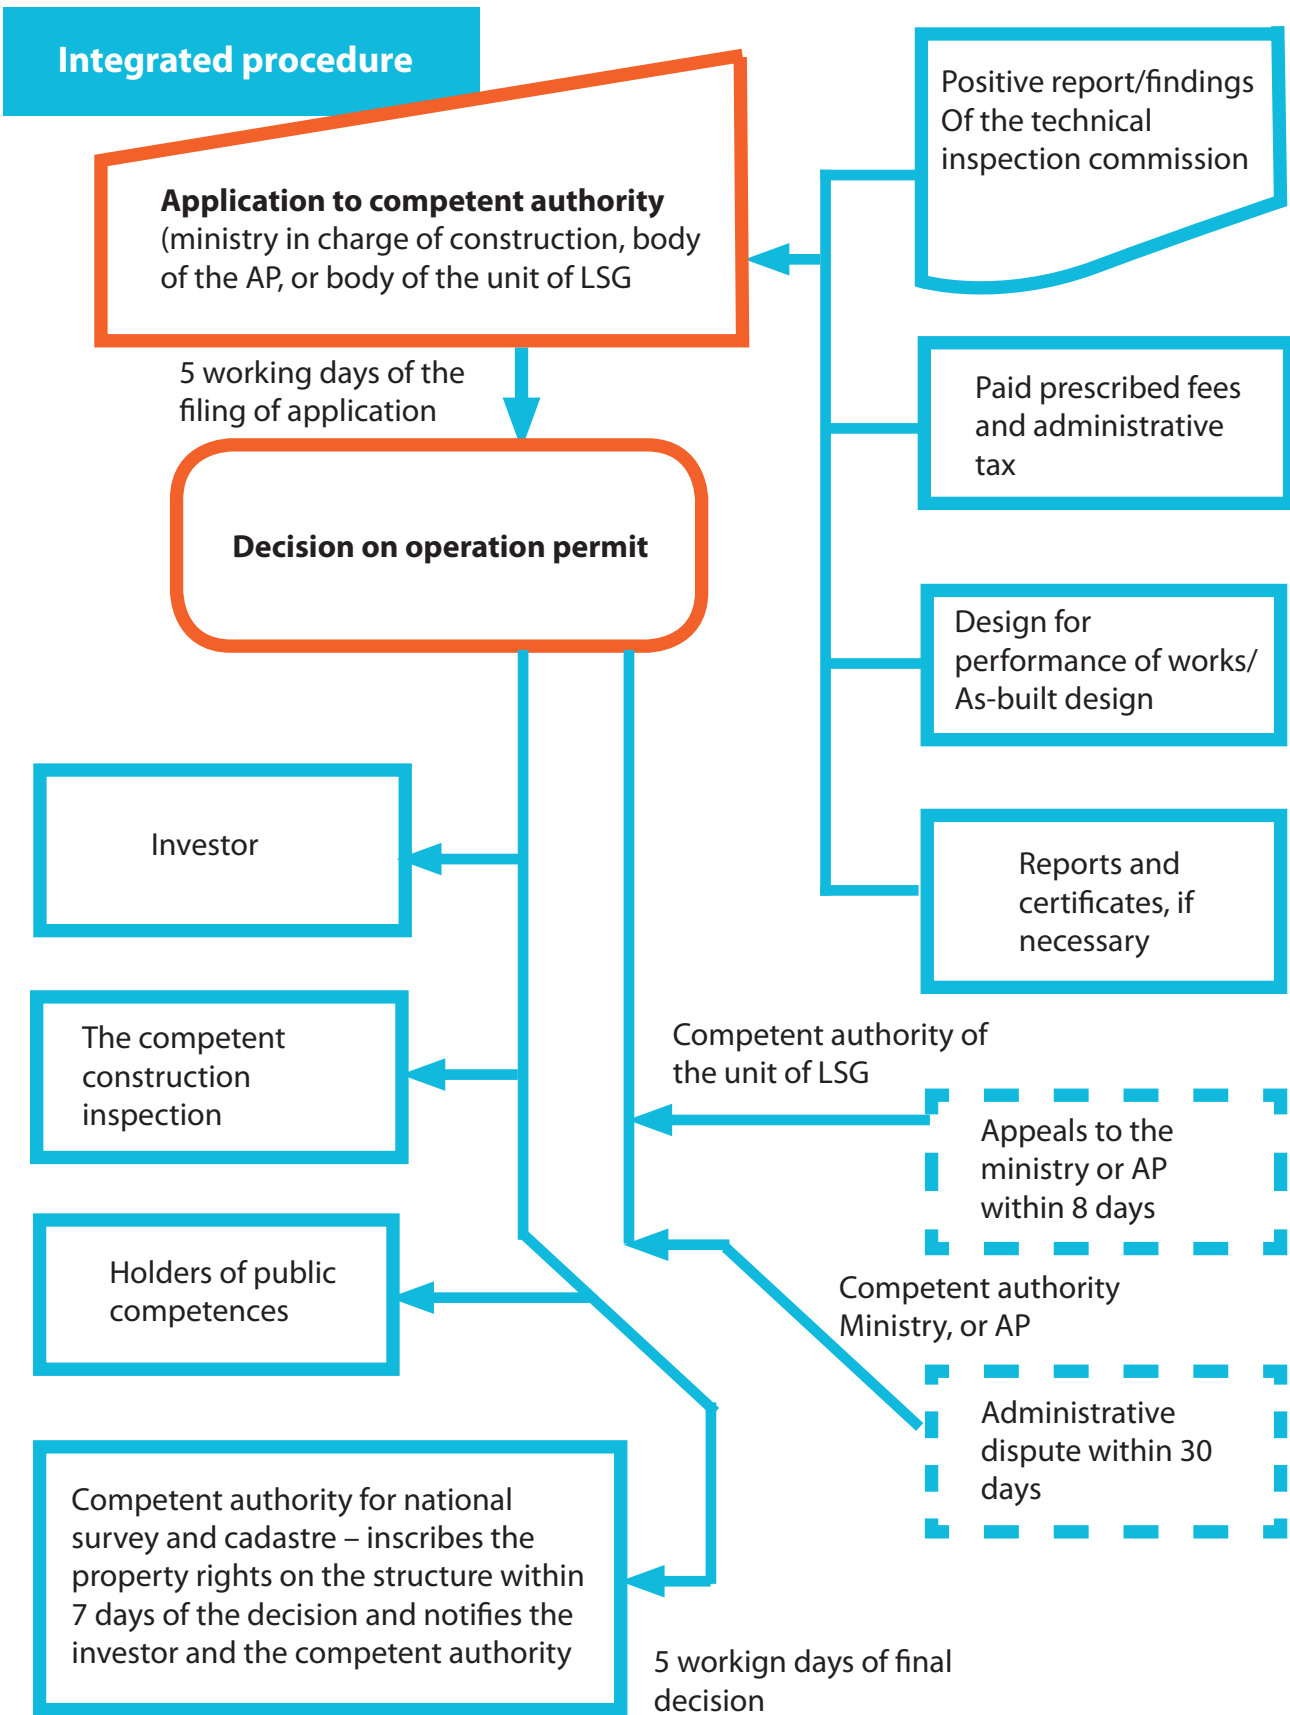 Integrated procedure
Application to competent authority
(ministry in charge of construction, body
of the AP, or body of the unit of LSG
Positive report/findings
Of the technical
inspection commission
5 working days of the
filing of application
Paid prescribed fees
and administrative
tax
Decision on operation permit
Design for
performance of works/
As-built design
Investor
Reports and
certificates, if
necessary
The competent
construction
inspection
Competent authority of
the unit of LSG
Appeals to the
ministry or AP
within 8 days
Holders of public
competences
Competent authority
Ministry, or AP
Administrative
dispute within 30
days
Competent authority for national
survey and cadastre – inscribes the
property rights on the structure within
7 days of the decision and notifies the
investor and the competent authority
5 workign days of final
decision